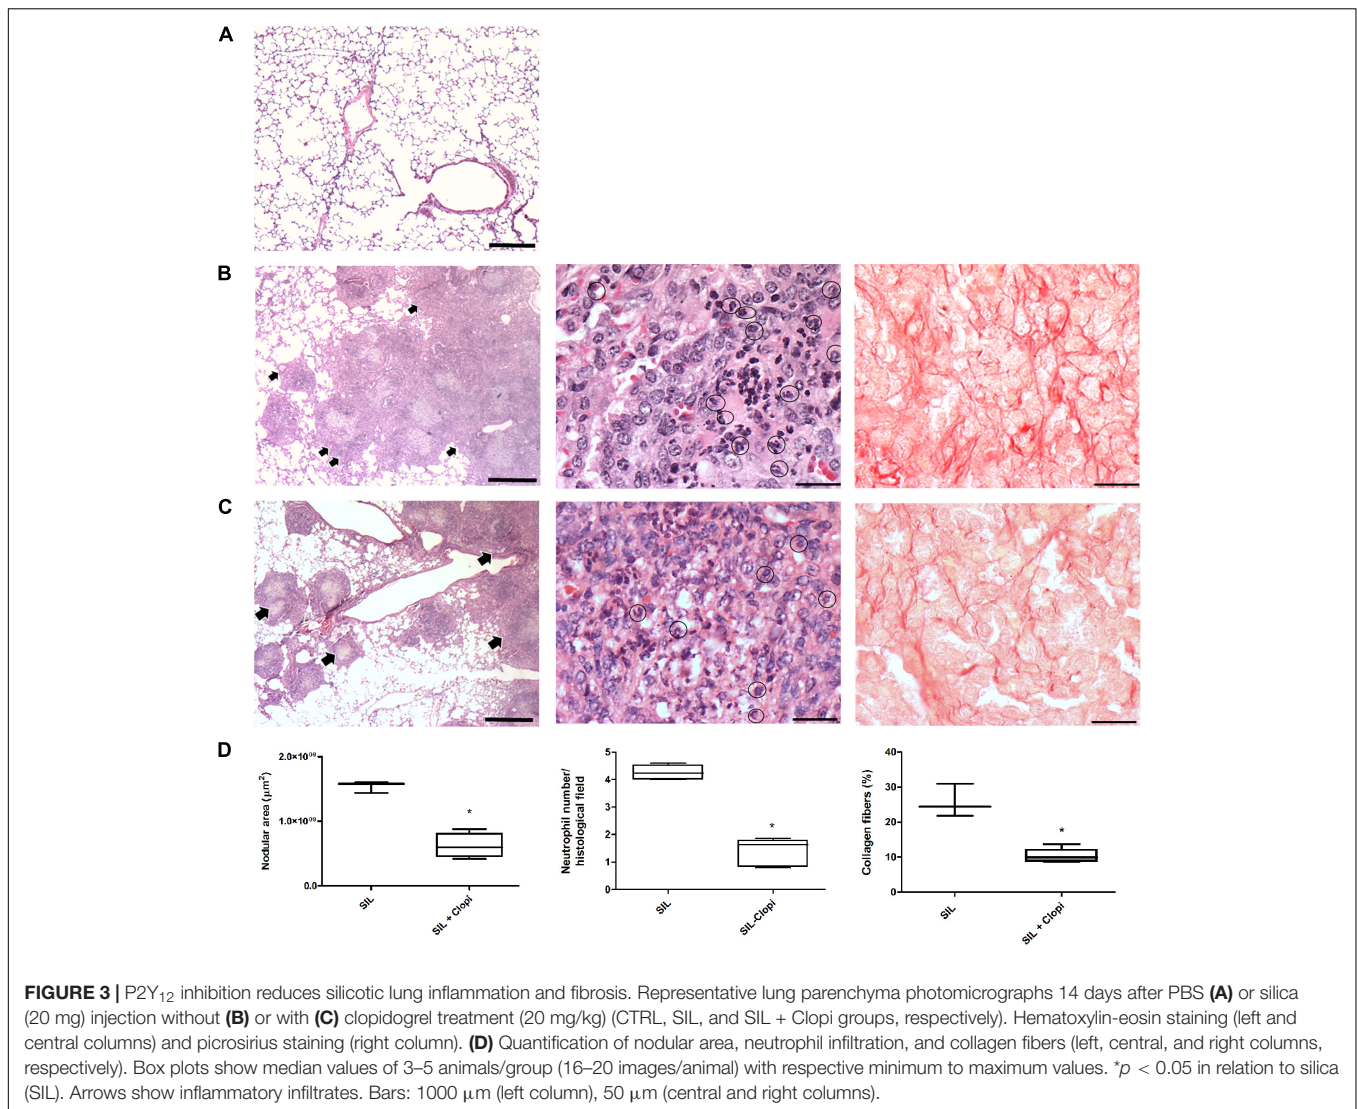 A
B
C
D
Nodular area (μm²)
2.0×10⁰⁹
1.0×10⁰⁹
0.0
*
SIL
SIL + Clopi
Neutrophil number/
histological field
5
4
3
2
1
0
*
SIL
SIL-Clopi
Collagen fibers (%)
40
30
20
10
0
*
SIL
SIL + Clopi
FIGURE 3 | P2Y₁₂ inhibition reduces silicotic lung inflammation and fibrosis. Representative lung parenchyma photomicrographs 14 days after PBS (A) or silica
(20 mg) injection without (B) or with (C) clopidogrel treatment (20 mg/kg) (CTRL, SIL, and SIL + Clopi groups, respectively). Hematoxylin-eosin staining (left and
central columns) and picrosirius staining (right column). (D) Quantification of nodular area, neutrophil infiltration, and collagen fibers (left, central, and right columns,
respectively). Box plots show median values of 3–5 animals/group (16–20 images/animal) with respective minimum to maximum values. *p < 0.05 in relation to silica
(SIL). Arrows show inflammatory infiltrates. Bars: 1000 μm (left column), 50 μm (central and right columns).